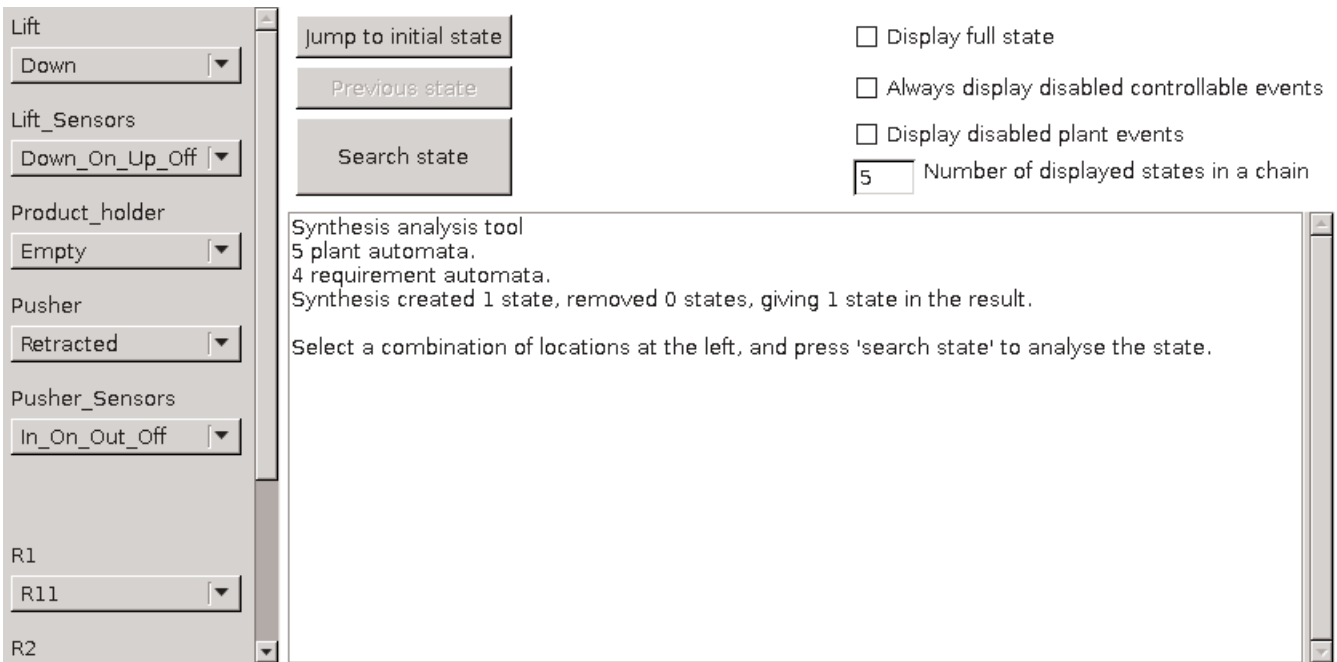 Lift
Down
Lift_Sensors
Down_On_Up_Off
Product_holder
Empty
Pusher
Retracted
Pusher_Sensors
In_On_Out_Off
R1
R11
R2
Jump to initial state
Previous state
Search state
Display full state
Always display disabled controllable events
Display disabled plant events
5 Number of displayed states in a chain
Synthesis analysis tool
5 plant automata.
4 requirement automata.
Synthesis created 1 state, removed 0 states, giving 1 state in the result.
Select a combination of locations at the left, and press 'search state' to analyse the state.